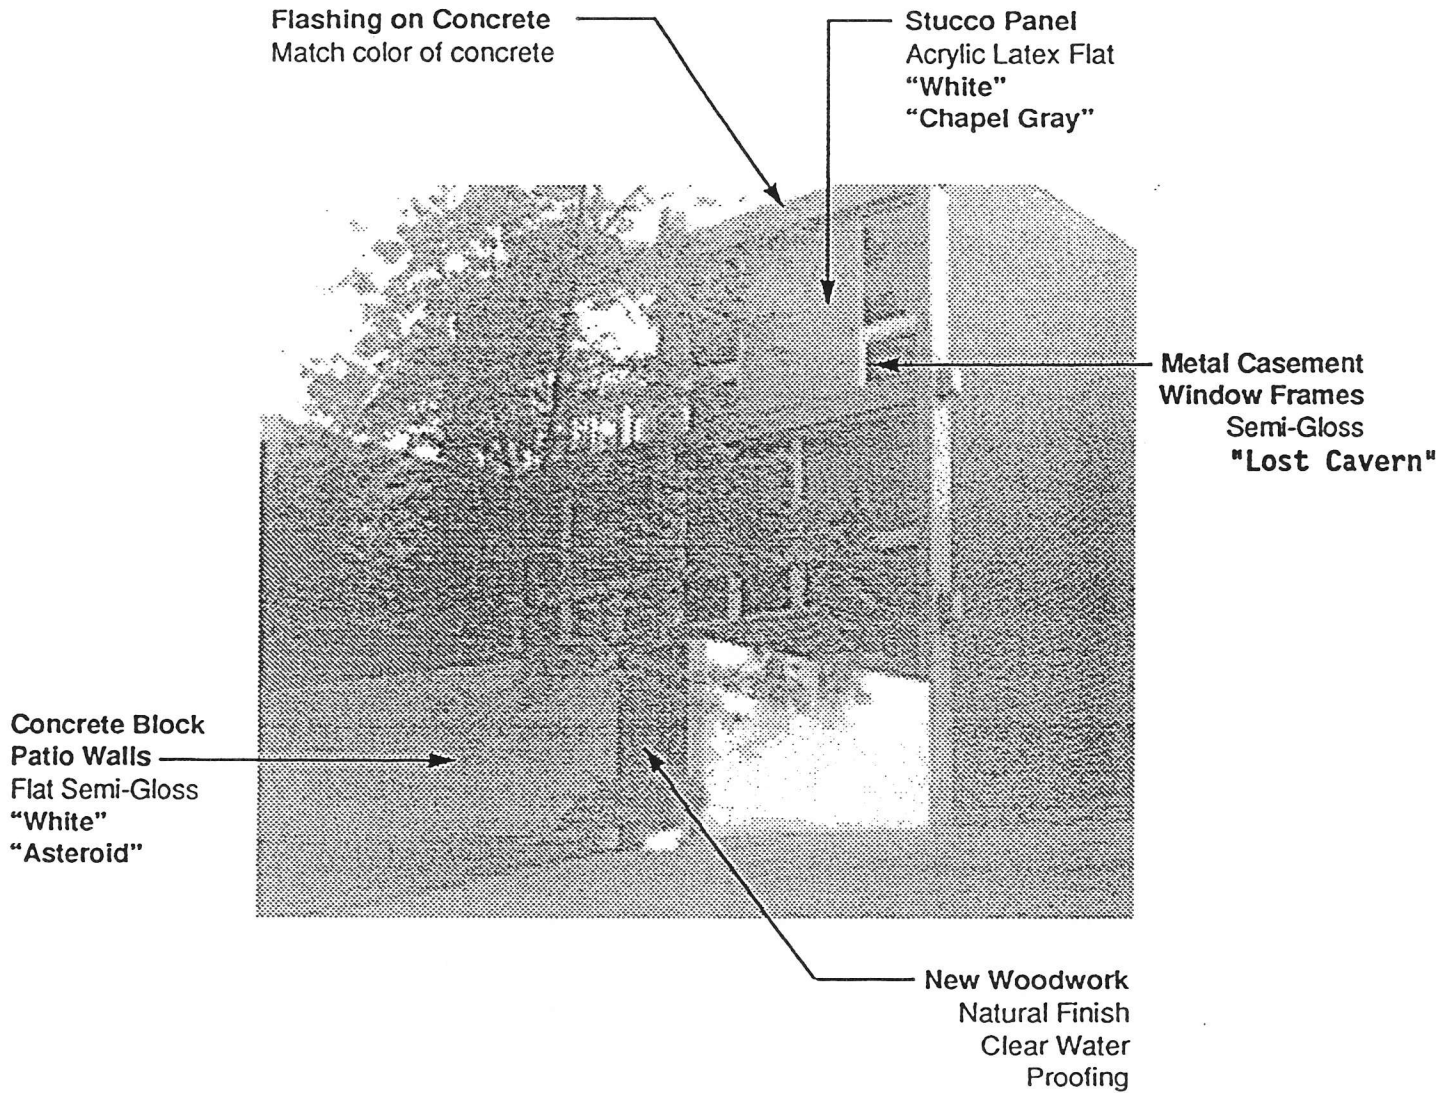 Flashing on Concrete
Match color of concrete
Stucco Panel
Acrylic Latex Flat
“White”
“Chapel Gray”
Metal Casement
Window Frames
Semi-Gloss
"Lost Cavern"
Concrete Block
Patio Walls
Flat Semi-Gloss
“White”
“Asteroid”
New Woodwork
Natural Finish
Clear Water
Proofing